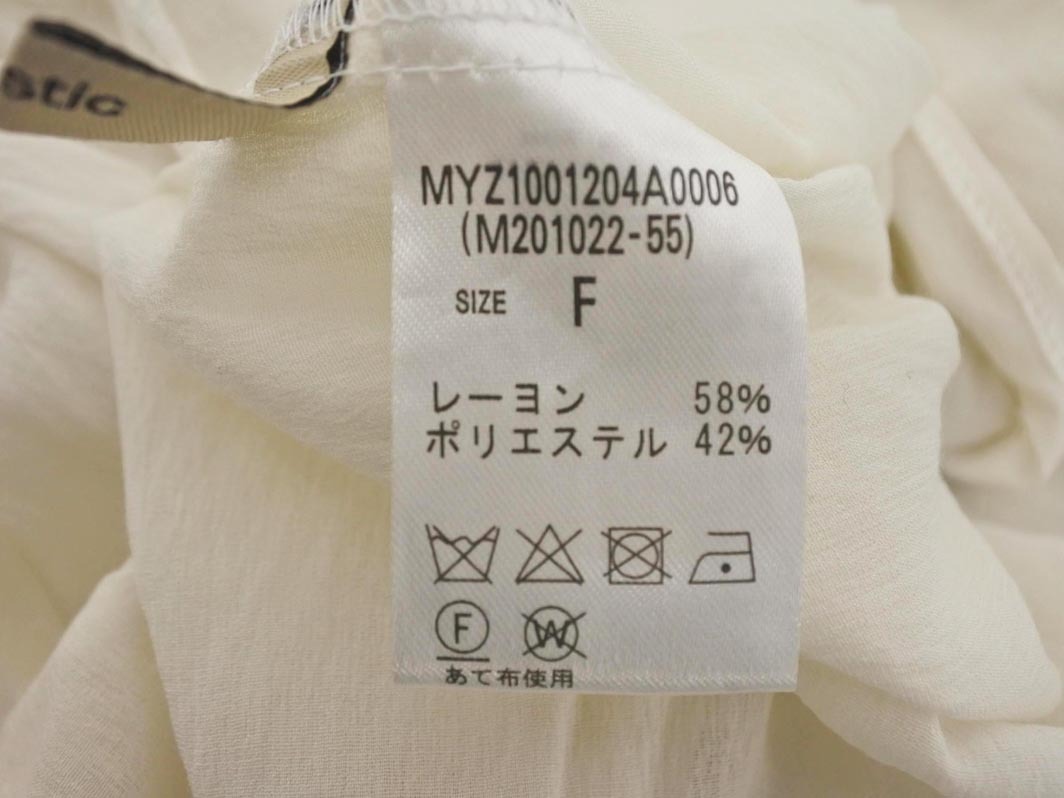 stic
MYZ1001204A0006
(M201022-55)
SIZE F
レーヨン 58%
ポリエステル 42%
F W
あて布使用